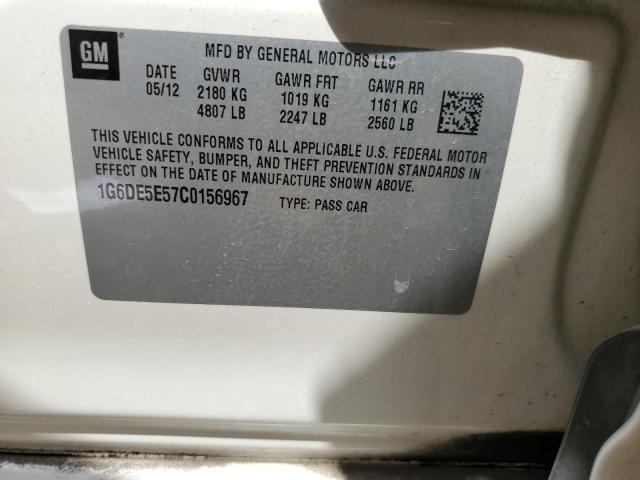 GM
MFD BY GENERAL MOTORS LLC
DATE GVWR GAWR FRT GAWR RR
05/12 2180 KG 1019 KG 1161 KG
4807 LB 2247 LB 2560 LB
THIS VEHICLE CONFORMS TO ALL APPLICABLE U.S. FEDERAL MOTOR
VEHICLE SAFETY, BUMPER, AND THEFT PREVENTION STANDARDS IN
EFFECT ON THE DATE OF MANUFACTURE SHOWN ABOVE.
1G6DE5E57C0156967 TYPE: PASS CAR